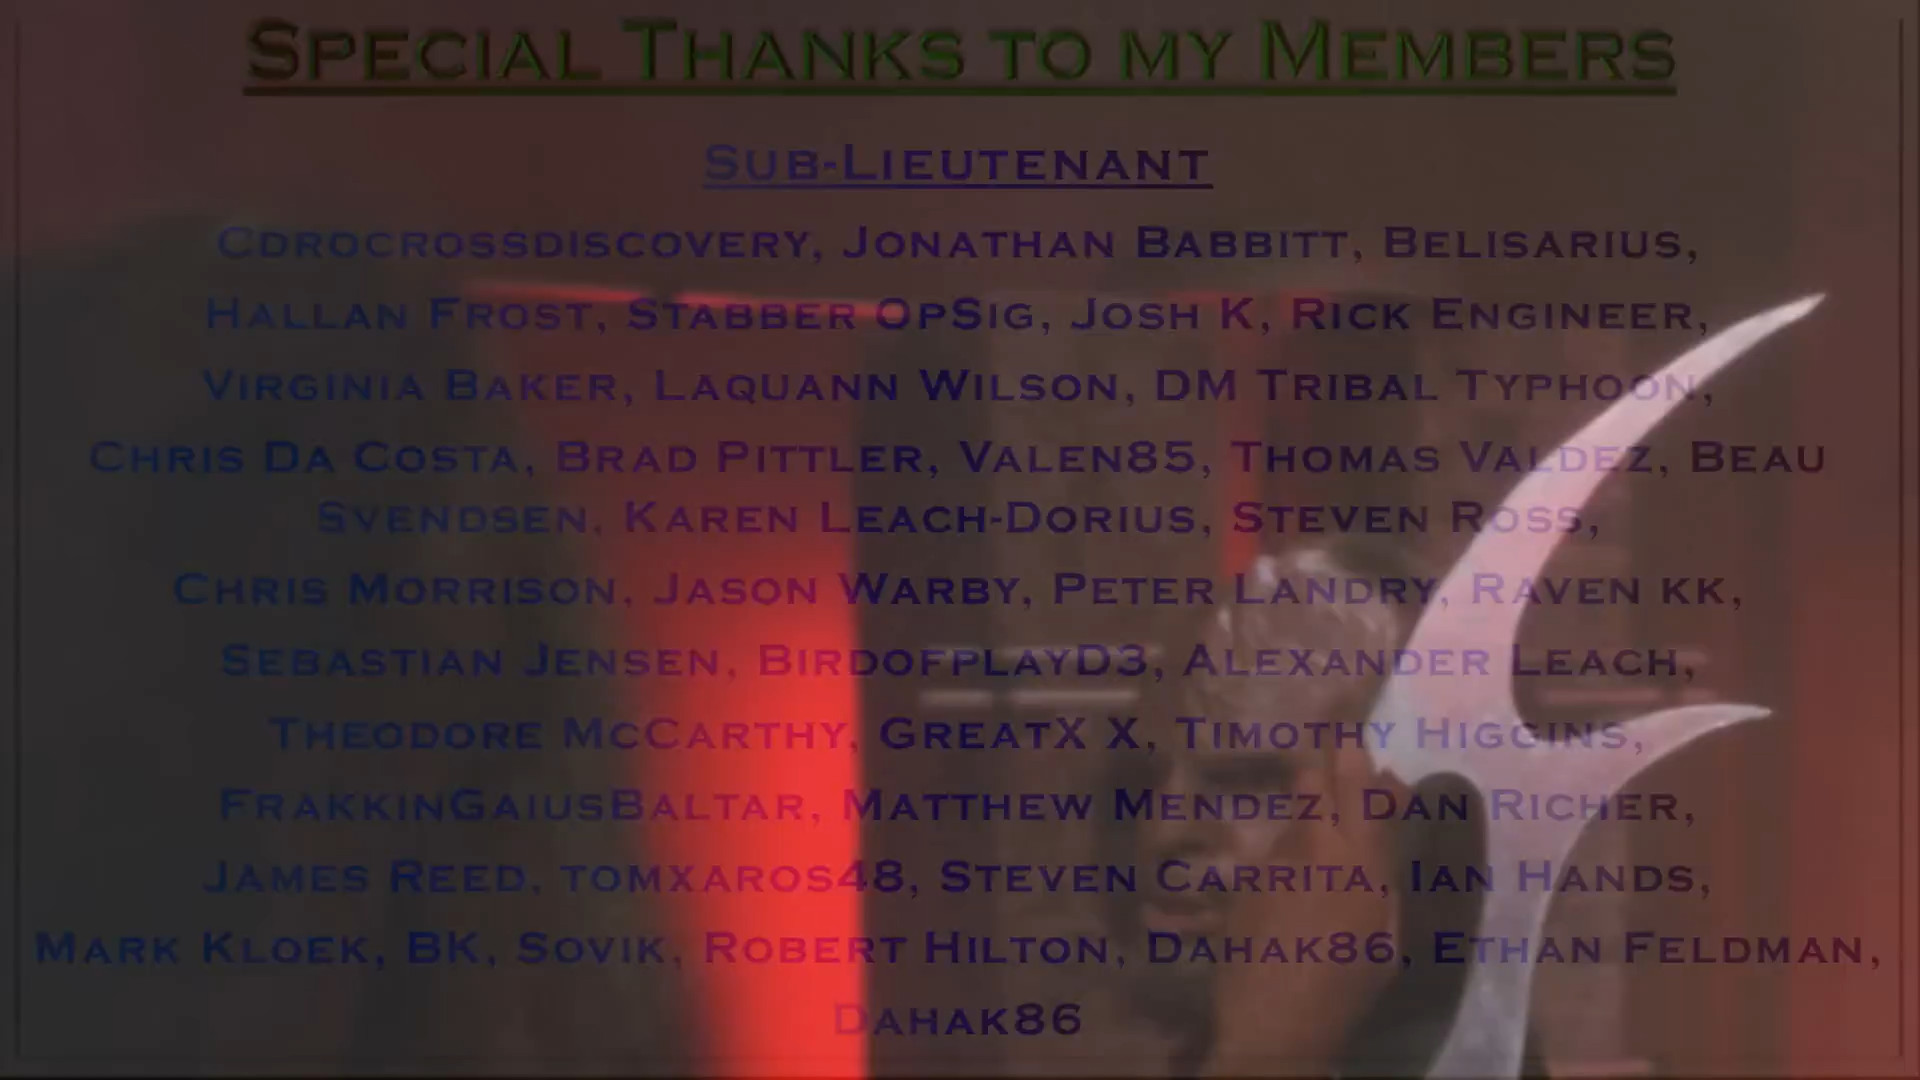 Special Thanks to my Members
Sub-Lieutenant
Cdrocrossdiscovery, Jonathan Babbitt, Belisarius,
Hallan Frost, Stabber OpSig, Josh K, Rick Engineer,
Virginia Baker, Laquann Wilson, DM Tribal Typhoon,
Chris Da Costa, Brad Pittler, Valen85, Thomas Valdez, Beau
Svendsen, Karen Leach-Dorius, Steven Ross,
Chris Morrison, Jason Warby, Peter Landry, Raven kk,
Sebastian Jensen, BirdofplayD3, Alexander Leach,
Theodore McCarthy, GreatX X, Timothy Higgins,
FrakkinGaiusBaltar, Matthew Mendez, Dan Richer,
James Reed, tomxaros48, Steven Carrita, Ian Hands,
Mark Kloek, BK, Sovik, Robert Hilton, Dahak86, Ethan Feldman,
Dahak86